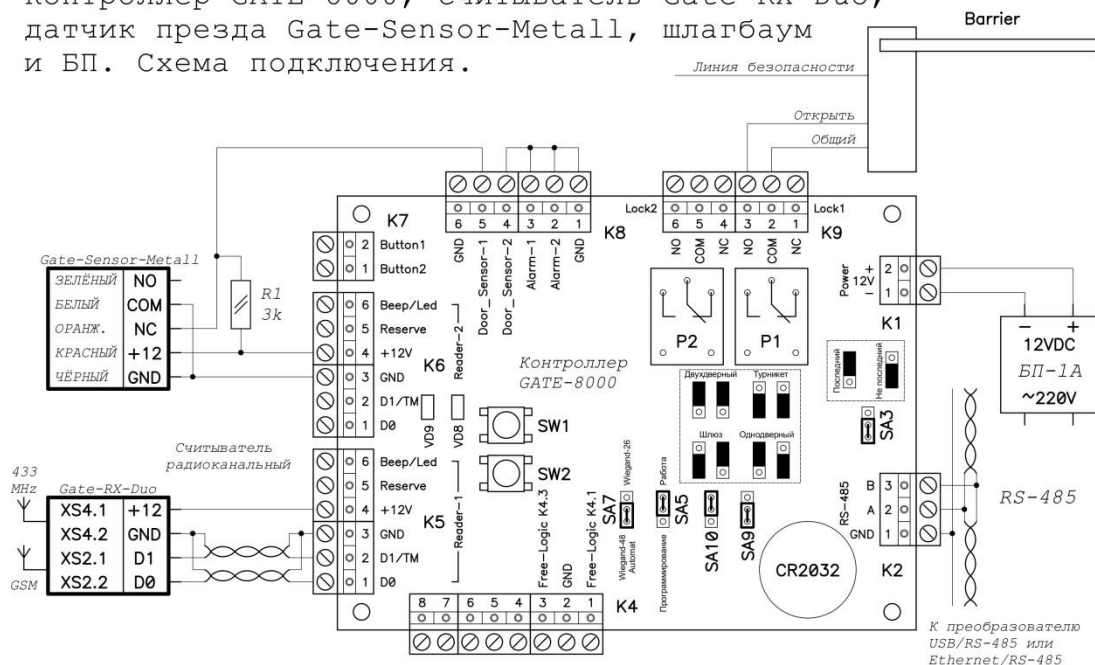 контроллер GATE-8000, считыватель Gate-RX-Duo,
датчик презда Gate-Sensor-Metall, шлагбаум
и БП. Схема подключения.
Barrier
Линия безопасности
Открыть
Общий
K7
2 Button1
1 Button2
6 5 4 3 2 1
K8
GND
Door_Sensor-1
Door_Sensor-2
Alarm-1
Alarm-2
GND
Lock2
6 5 4 3 2 1
Lock1
K9
NO
COM
NC
NO
COM
NC
Gate-Sensor-Metall
ЗЕЛЁНЫЙ NO
БЕЛЫЙ COM
ОРАНЖ. NC
КРАСНЫЙ +12
ЧЁРНЫЙ GND
R1
3k
6 Beep/Led
5 Reserve
4 +12V
3 GND
2 D1/TM
1 D0
K6
Reader-2
VD9
VD8
Контроллер
GATE-8000
SW1
SW2
P2
P1
Power
12V
+
−
2
1
K1
− +
12VDC
БП-1А
~220V
Двухдверный
Турникет
Шлюз
Однодверный
Последний
Не последний
SA3
Считыватель
радиоканальный
433
MHz
GSM
Gate-RX-Duo
XS4.1 +12
XS4.2 GND
XS2.1 D1
XS2.2 D0
6 Beep/Led
5 Reserve
4 +12V
3 GND
2 D1/TM
1 D0
K5
Reader-1
Free-Logic K4.3
GND
Free-Logic K4.1
8 7 6 5 4 3 2 1
K4
SA7
Wiegand-26
Wiegand-48
Automat
SA5
Работа
Программирование
SA10
SA9
CR2032
RS-485
B 3
A 2
GND 1
K2
RS-485
К преобразователю
USB/RS-485 или
Ethernet/RS-485